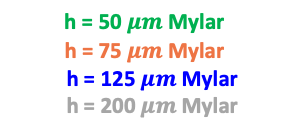 h = 50 μm Mylar
h = 75 μm Mylar
h = 125 μm Mylar
h = 200 μm Mylar